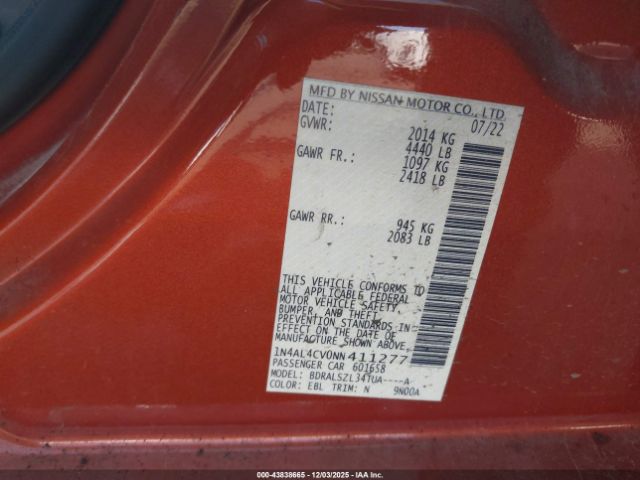 MFD BY NISSAN MOTOR CO., LTD.
DATE: 07/22
GVWR: 2014 KG
4440 LB
GAWR FR.: 1097 KG
2418 LB
GAWR RR.: 945 KG
2083 LB
THIS VEHICLE CONFORMS TO
ALL APPLICABLE FEDERAL
MOTOR VEHICLE SAFETY,
BUMPER, AND THEFT
PREVENTION STANDARDS IN
EFFECT ON THE DATE OF
MANUFACTURE SHOWN ABOVE.
1N4AL4CV0NN411277
PASSENGER CAR 601658
MODEL: BDRALSZL34TUA----A
COLOR: EBL TRIM: N 9N00A
00-43838665 - 12/03/2025 - IAA Inc.